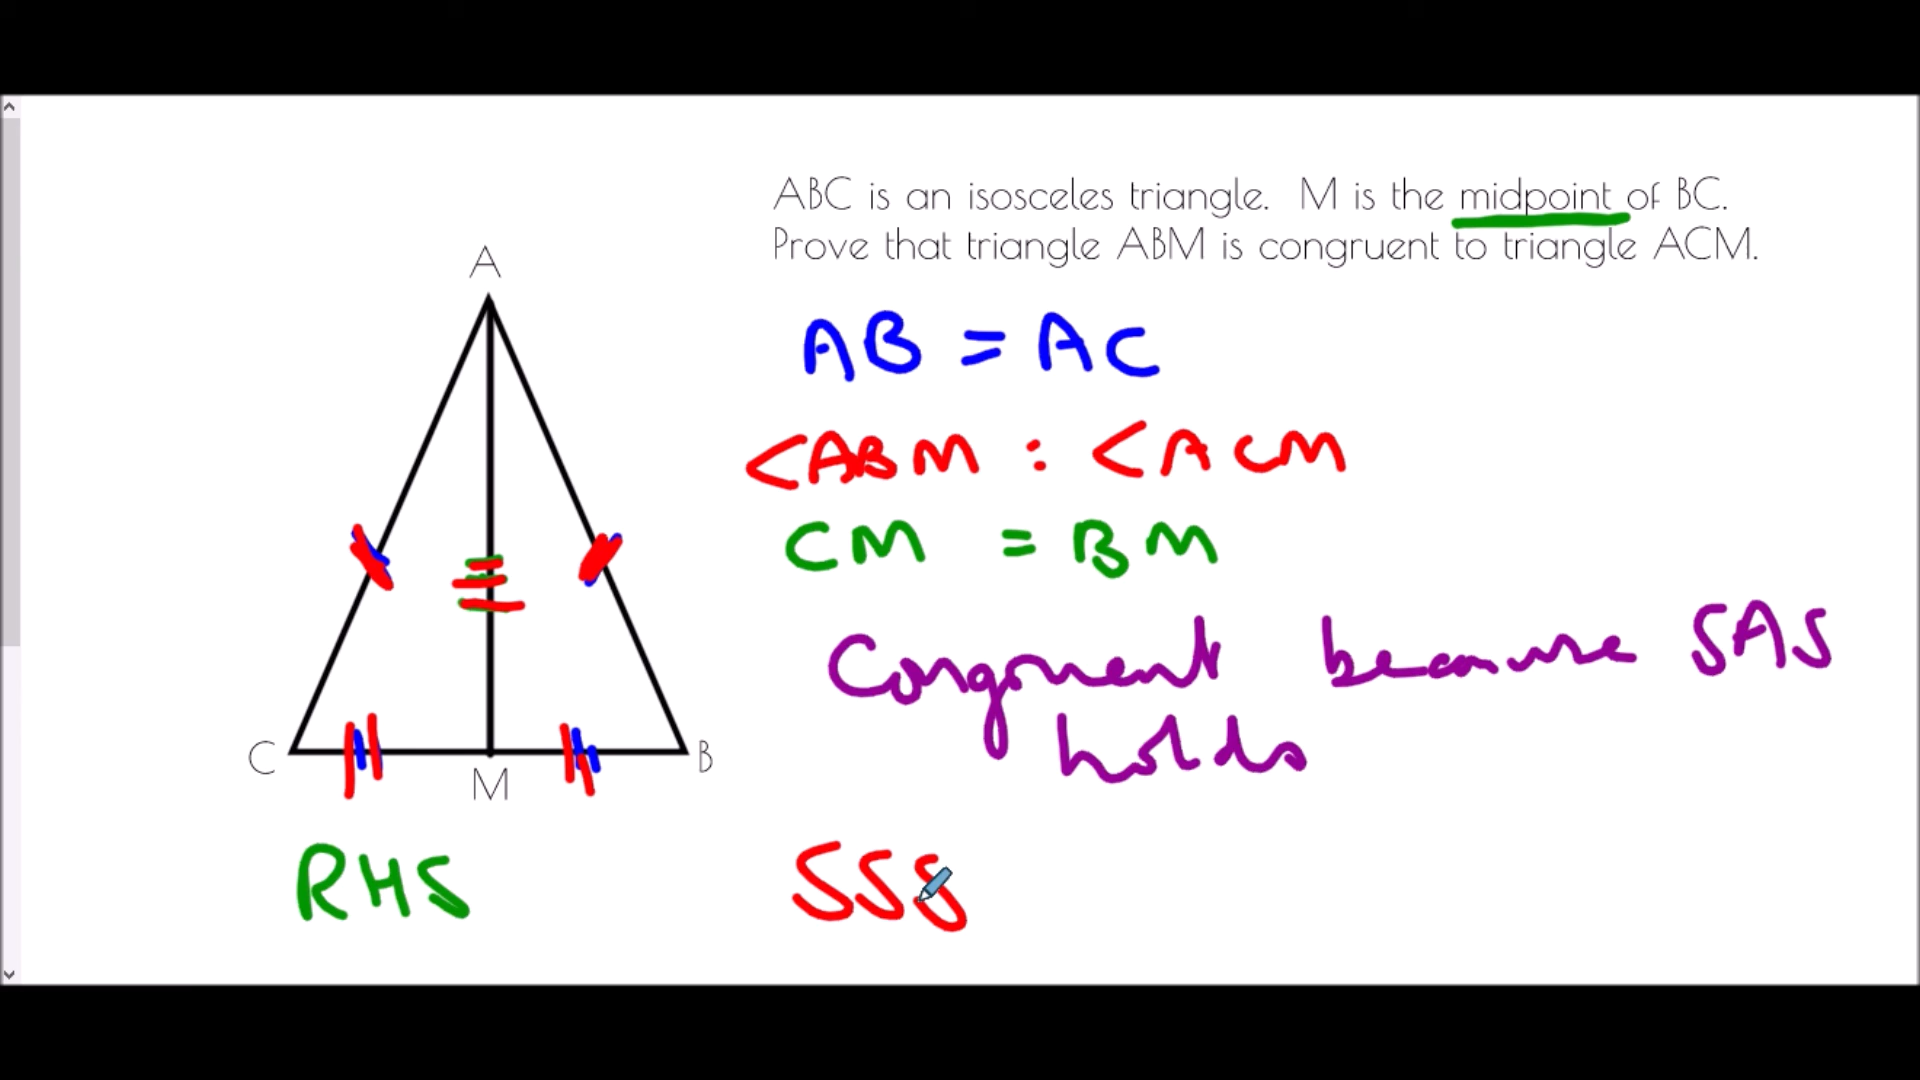 ABC is an isosceles triangle. M is the midpoint of BC.
Prove that triangle ABM is congruent to triangle ACM.
A
AB = AC
<ABM = <ACM
CM = BM
Congruent because SAS
holds
C
M
B
RHS
SSS